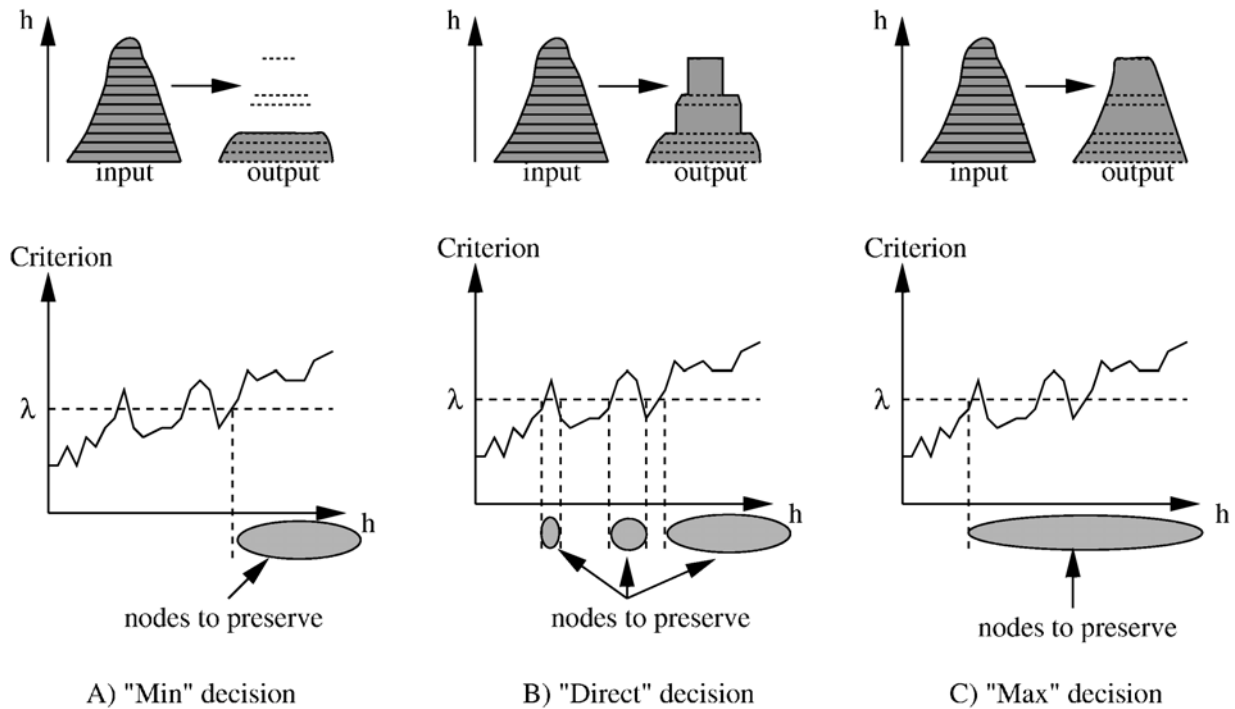 h
input
output
h
input
output
h
input
output
Criterion
λ
h
nodes to preserve
A) "Min" decision
Criterion
λ
h
nodes to preserve
B) "Direct" decision
Criterion
λ
h
nodes to preserve
C) "Max" decision